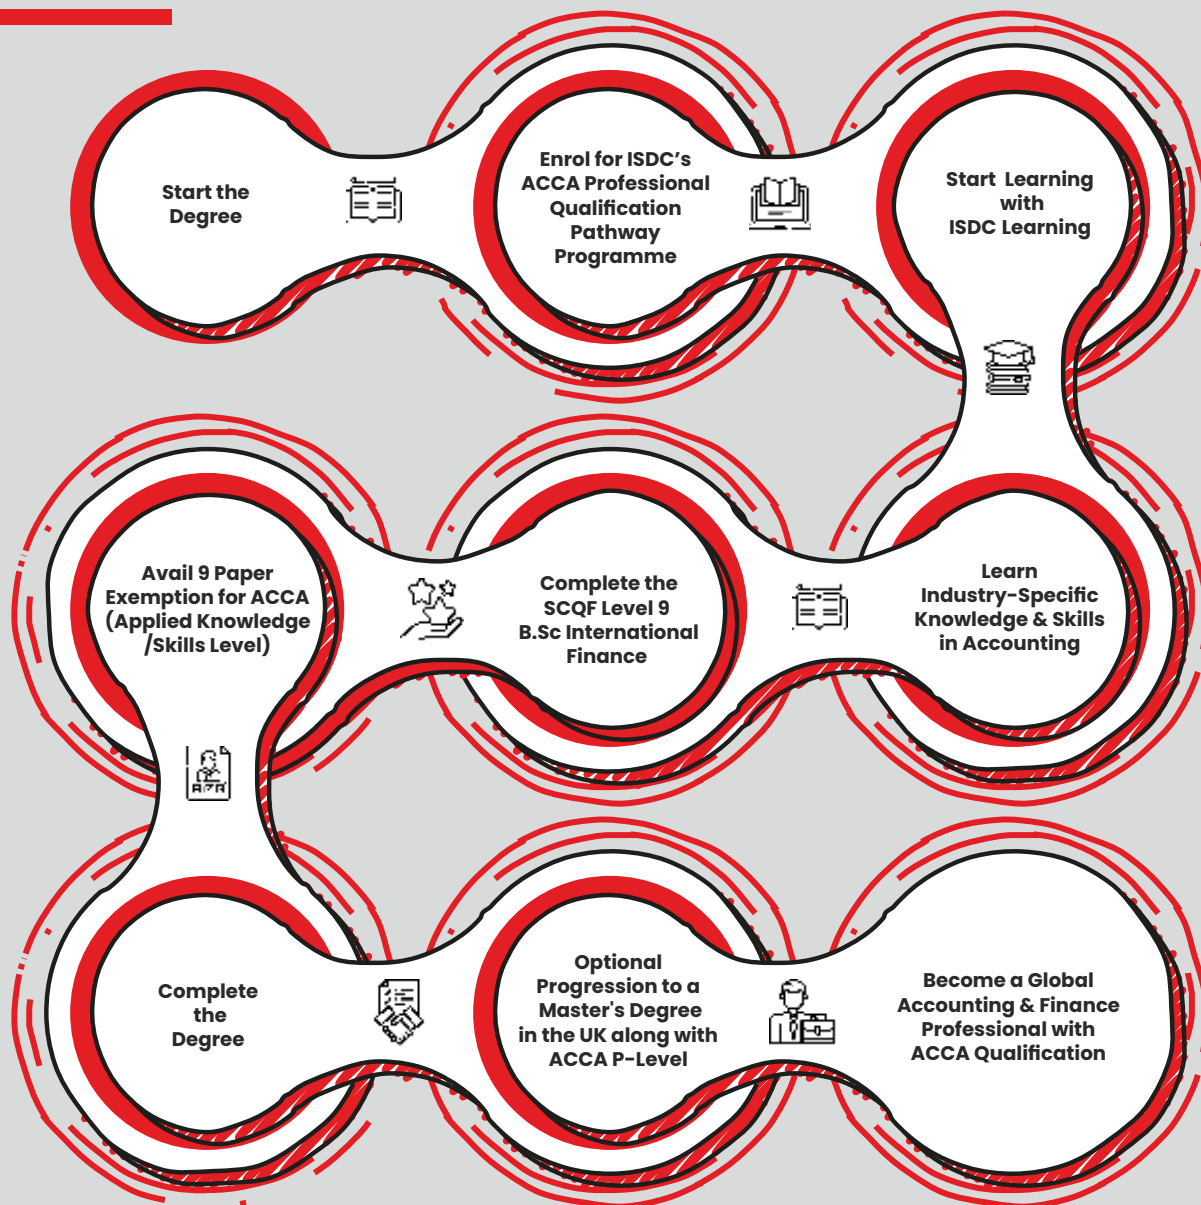 Start the
Degree
Enrol for ISDC’s
ACCA Professional
Qualification
Pathway
Programme
Start Learning
with
ISDC Learning
Learn
Industry-Specific
Knowledge & Skills
in Accounting
Complete the
SCQF Level 9
B.Sc International
Finance
Avail 9 Paper
Exemption for ACCA
(Applied Knowledge
/Skills Level)
Complete
the
Degree
Optional
Progression to a
Master's Degree
in the UK along with
ACCA P-Level
Become a Global
Accounting & Finance
Professional with
ACCA Qualification